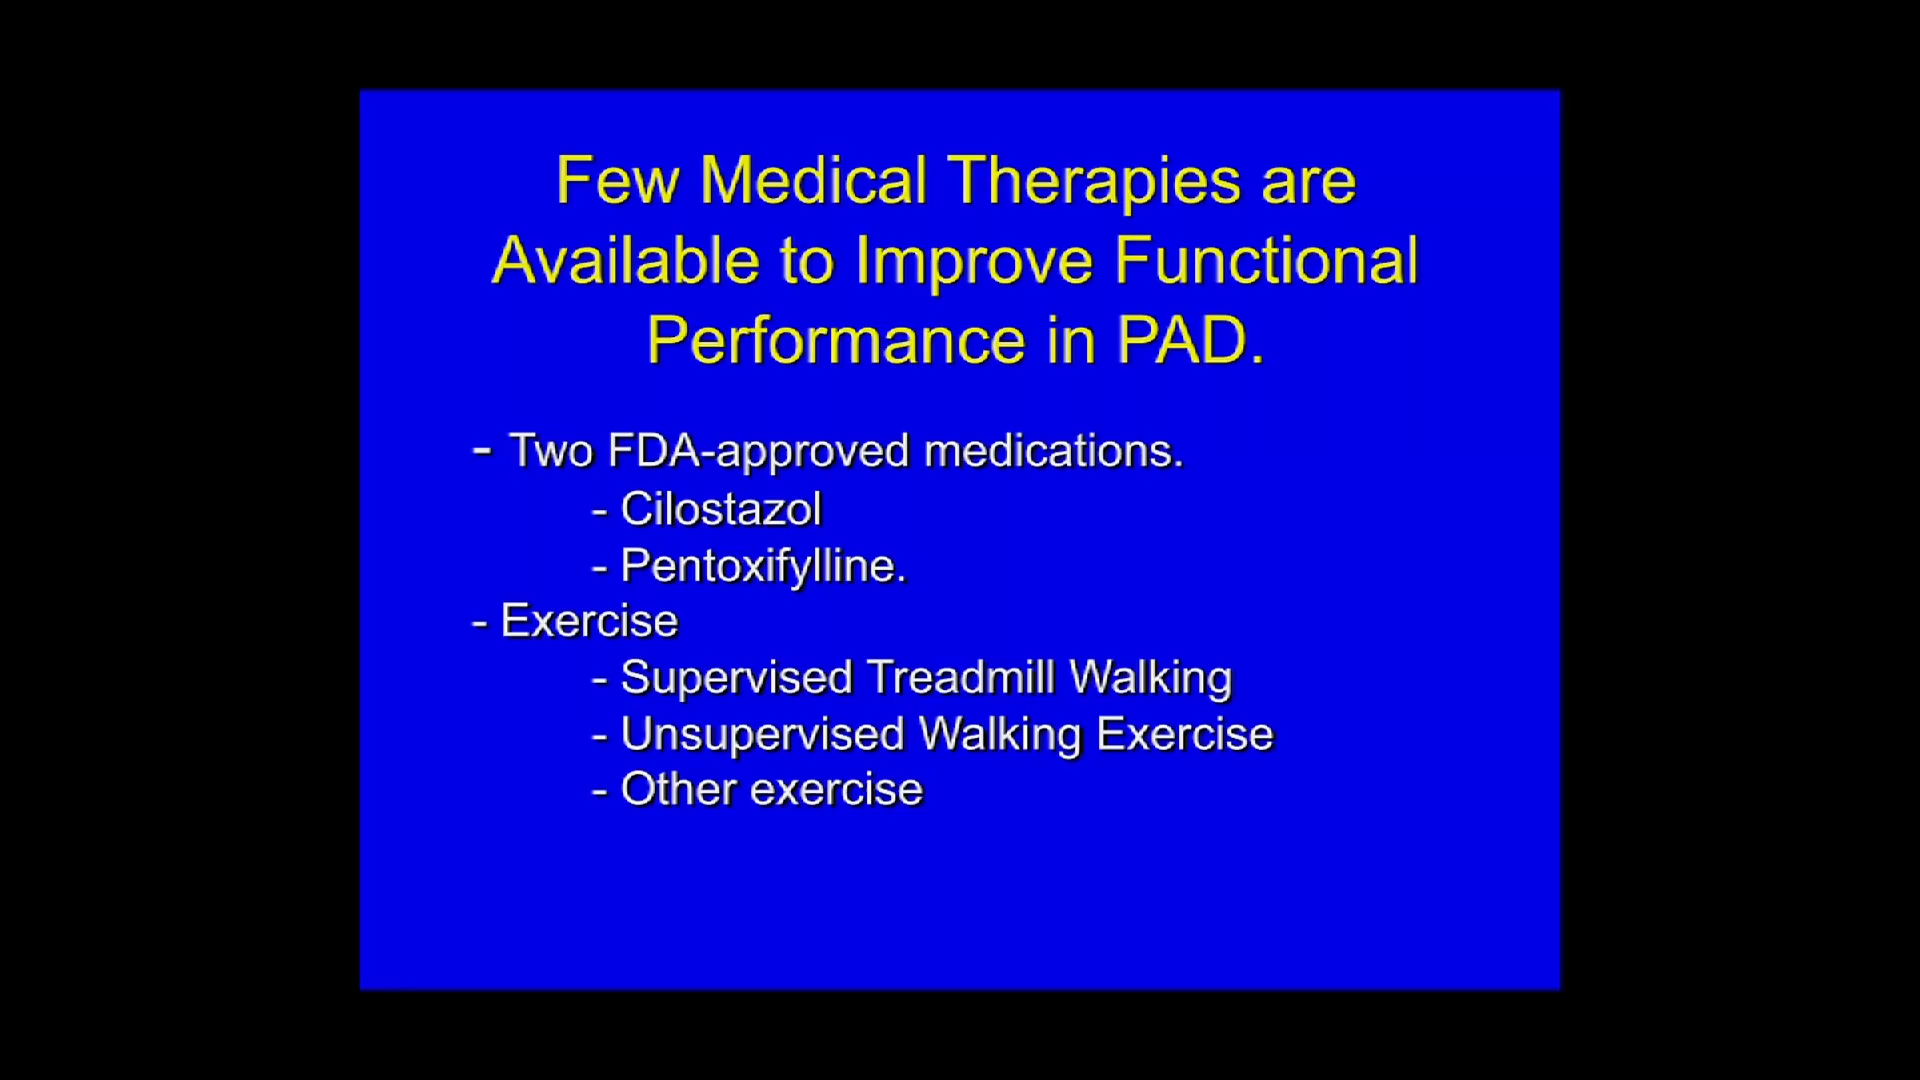 Few Medical Therapies are
Available to Improve Functional
Performance in PAD.
- Two FDA-approved medications.
- Cilostazol
- Pentoxifylline.
- Exercise
- Supervised Treadmill Walking
- Unsupervised Walking Exercise
- Other exercise